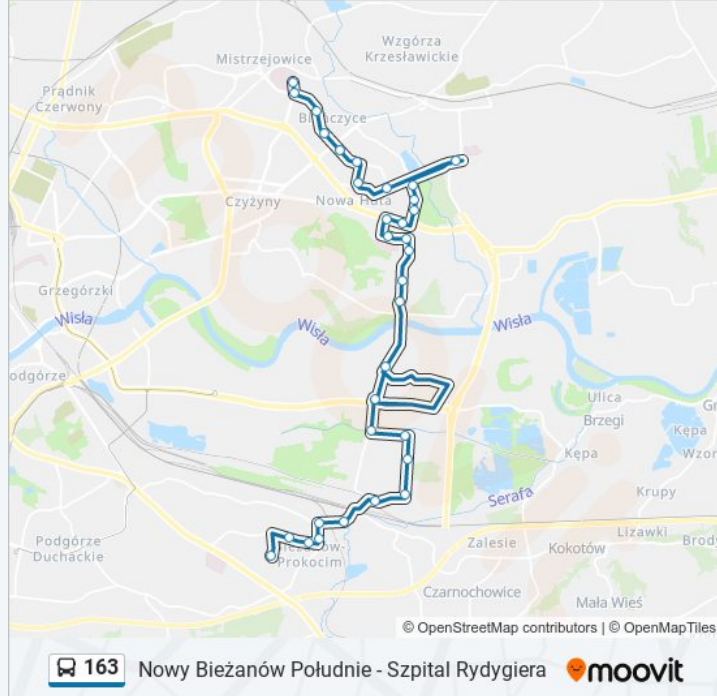 Wzgórza
Krzesławickie
Mistrzejowice
Prądnik
Czerwony
Czyżyny
Nowa Huta
Grzegórzki
Wisła
Wisła
Wisła
odgórze
Ulica
Brzegi
Gr
Kępa
Kępa
Wzor
Serafa
Krupy
Podgórze
Duchackie
Prokocim
Zalesie
Kokotów
Lizawki
Brody
Czarnochowice
Mała Wieś
© OpenStreetMap contributors | © OpenMapTiles
163 Nowy Bieżanów Południe - Szpital Rydygiera moovit